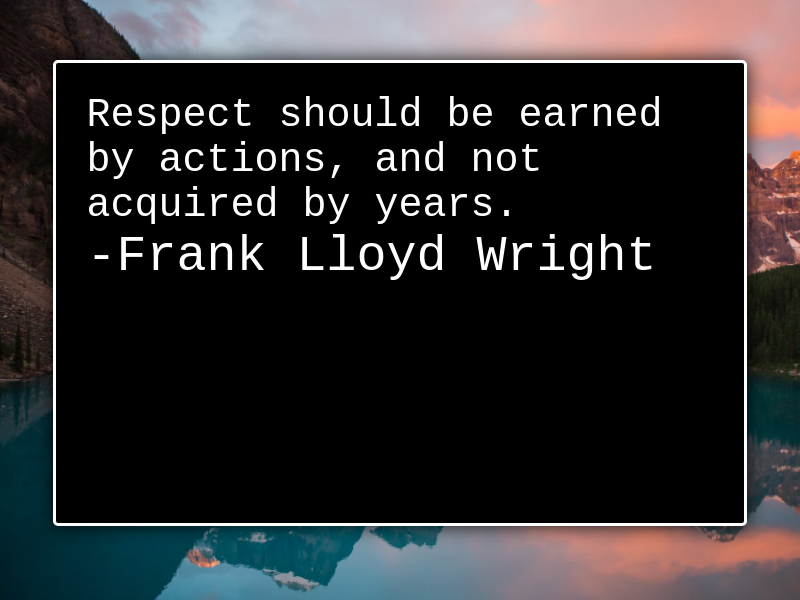 Respect should be earned
by actions, and not
acquired by years.
-Frank Lloyd Wright